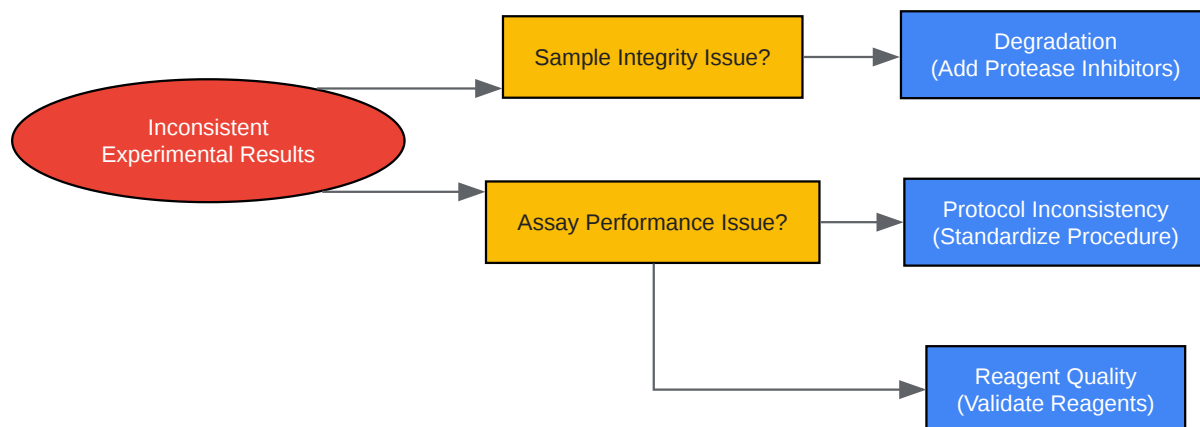 Inconsistent
Experimental Results
Sample Integrity Issue?
Degradation
(Add Protease Inhibitors)
Assay Performance Issue?
Protocol Inconsistency
(Standardize Procedure)
Reagent Quality
(Validate Reagents)